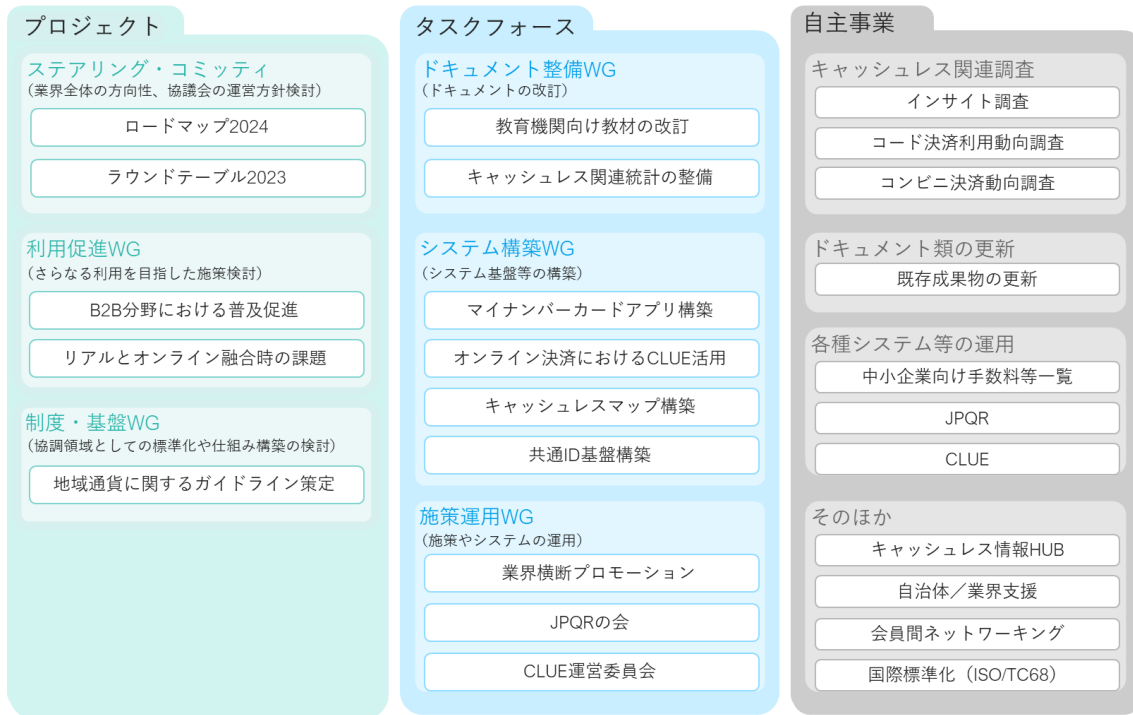 プロジェクト
ステアリング・コミッティ
(業界全体の方向性、協議会の運営方針検討)
ロードマップ2024
ラウンドテーブル2023
利用促進WG
(さらなる利用を目指した施策検討)
B2B分野における普及促進
リアルとオンライン融合時の課題
制度・基盤WG
(協調領域としての標準化や仕組み構築の検討)
地域通貨に関するガイドライン策定
タスクフォース
ドキュメント整備WG
(ドキュメントの改訂)
教育機関向け教材の改訂
キャッシュレス関連統計の整備
システム構築WG
(システム基盤等の構築)
マイナンバーカードアプリ構築
オンライン決済におけるCLUE活用
キャッシュレスマップ構築
共通ID基盤構築
施策運用WG
(施策やシステムの運用)
業界横断プロモーション
JPQRの会
CLUE運営委員会
自主事業
キャッシュレス関連調査
インサイト調査
コード決済利用動向調査
コンビニ決済動向調査
ドキュメント類の更新
既存成果物の更新
各種システム等の運用
中小企業向け手数料等一覧
JPQR
CLUE
そのほか
キャッシュレス情報HUB
自治体／業界支援
会員間ネットワーキング
国際標準化（ISO/TC68）